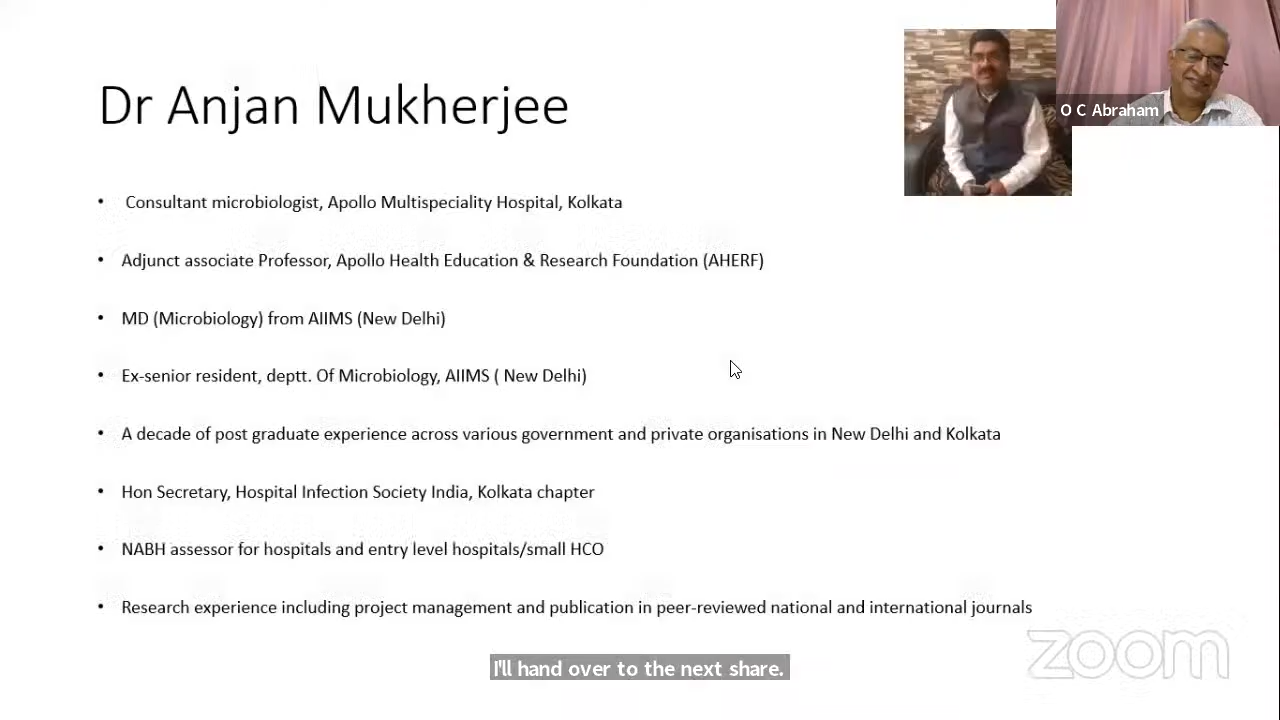 Dr Anjan Mukherjee
O C Abraham
• Consultant microbiologist, Apollo Multispeciality Hospital, Kolkata
• Adjunct associate Professor, Apollo Health Education & Research Foundation (AHERF)
• MD (Microbiology) from AIIMS (New Delhi)
• Ex-senior resident, deptt. Of Microbiology, AIIMS ( New Delhi)
• A decade of post graduate experience across various government and private organisations in New Delhi and Kolkata
• Hon Secretary, Hospital Infection Society India, Kolkata chapter
• NABH assessor for hospitals and entry level hospitals/small HCO
• Research experience including project management and publication in peer-reviewed national and international journals
zoom
I'll hand over to the next share.